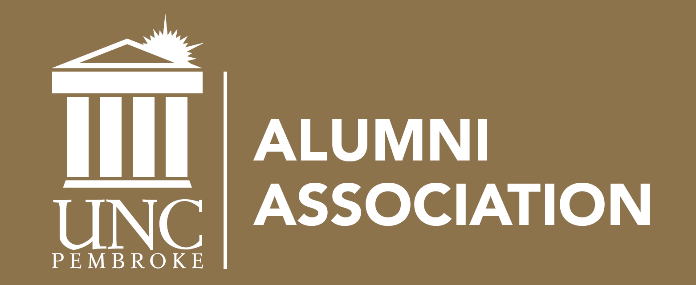 UNC
PEMBROKE
ALUMNI
ASSOCIATION